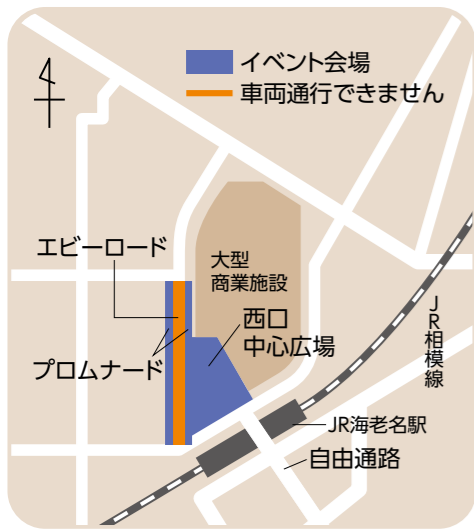 イベント会場
車両通行できません
エビーロード
大型
商業施設
西口
中心広場
プロムナード
JR相模線
JR海老名駅
自由通路